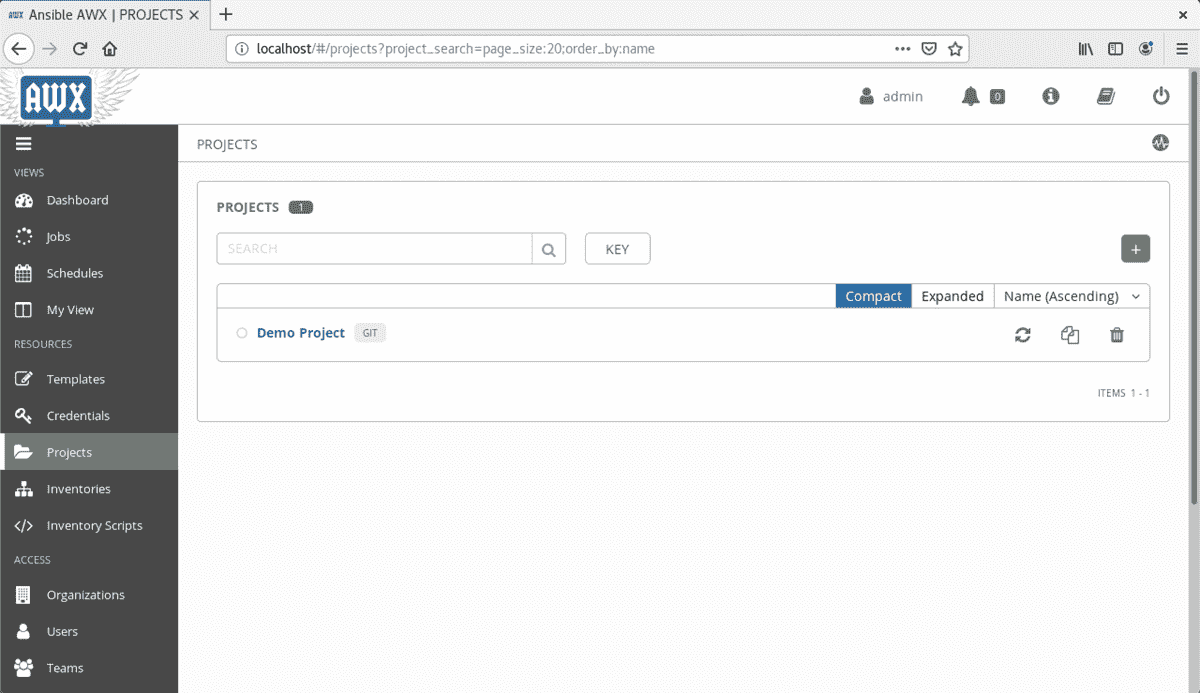 AWX Ansible AWX | PROJECTS
localhost/#/projects?project_search=page_size:20;order_by:name
AWX
admin
0
VIEWS
Dashboard
Jobs
Schedules
My View
RESOURCES
Templates
Credentials
Projects
Inventories
Inventory Scripts
ACCESS
Organizations
Users
Teams
PROJECTS
PROJECTS 1
SEARCH
KEY
+
Compact Expanded Name (Ascending)
Demo Project GIT
ITEMS 1 - 1